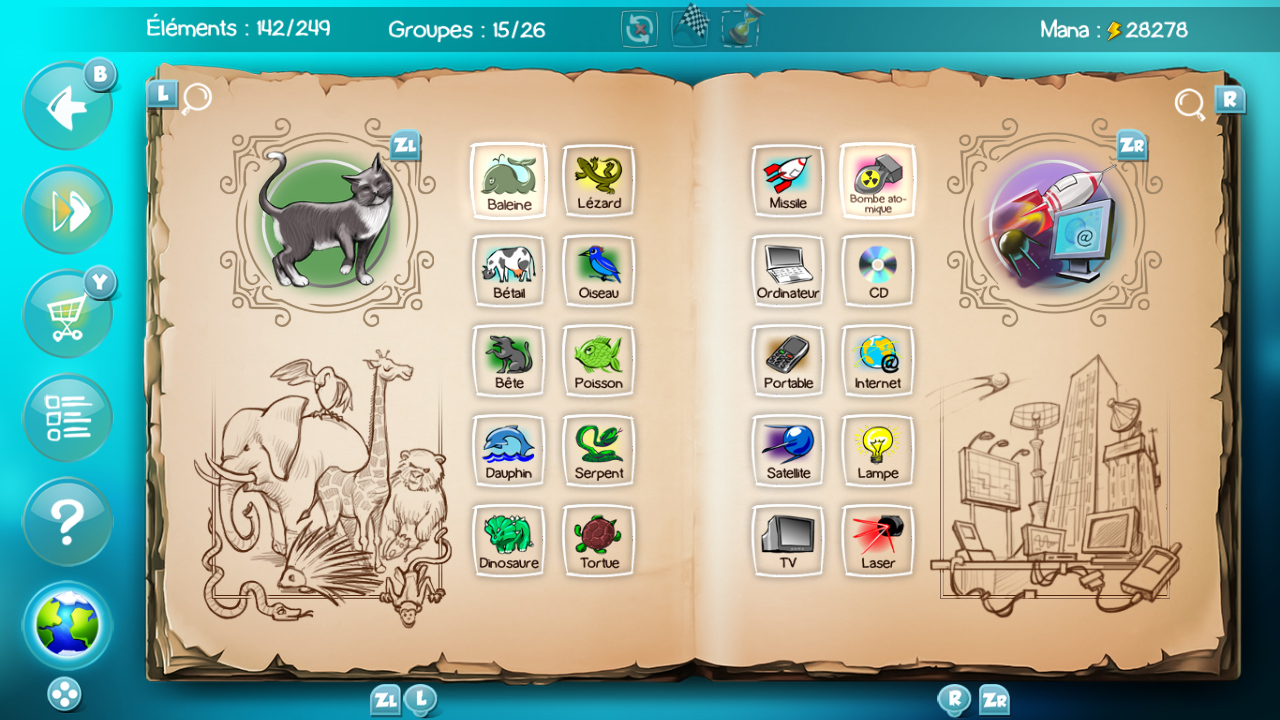 Éléments : 142/249
Groupes : 15/26
Mana : 28278
B
L
R
ZL
ZR
Baleine
Lézard
Missile
Bombe ato-
mique
Y
Bétail
Oiseau
Ordinateur
CD
Bête
Poisson
Portable
@
Internet
@
Dauphin
Serpent
Satellite
Lampe
Dinosaure
Tortue
TV
Laser
?
ZL
L
R
ZR